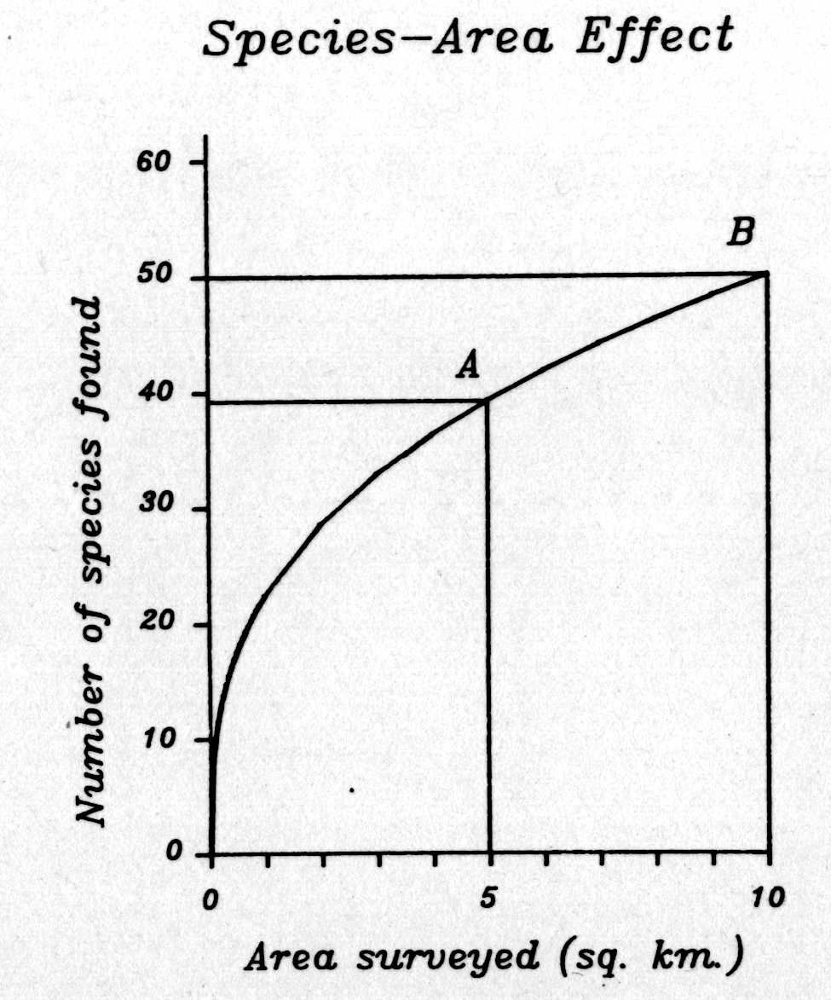 Species-Area Effect
60
B
50
A
40
30
20
10
0
Number of species found
0 5 10
Area surveyed (sq. km.)